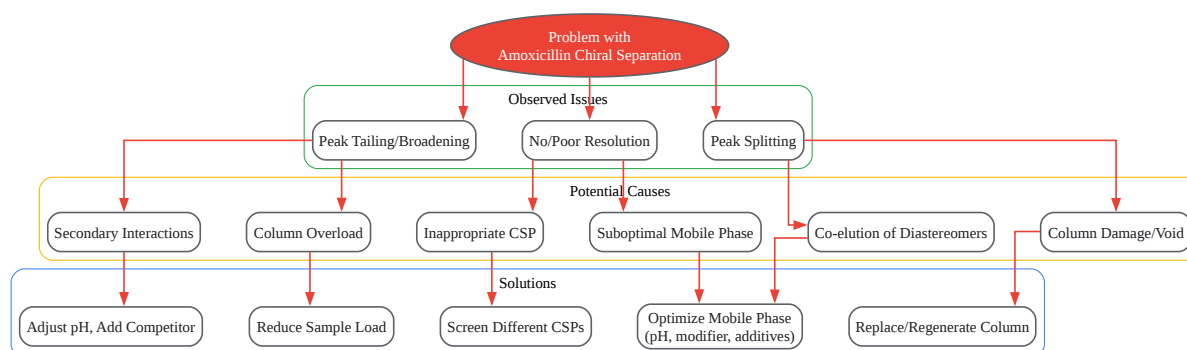 Problem with
Amoxicillin Chiral Separation
Observed Issues
Peak Tailing/Broadening
No/Poor Resolution
Peak Splitting
Potential Causes
Secondary Interactions
Column Overload
Inappropriate CSP
Suboptimal Mobile Phase
Co-elution of Diastereomers
Column Damage/Void
Solutions
Adjust pH, Add Competitor
Reduce Sample Load
Screen Different CSPs
Optimize Mobile Phase
(pH, modifier, additives)
Replace/Regenerate Column